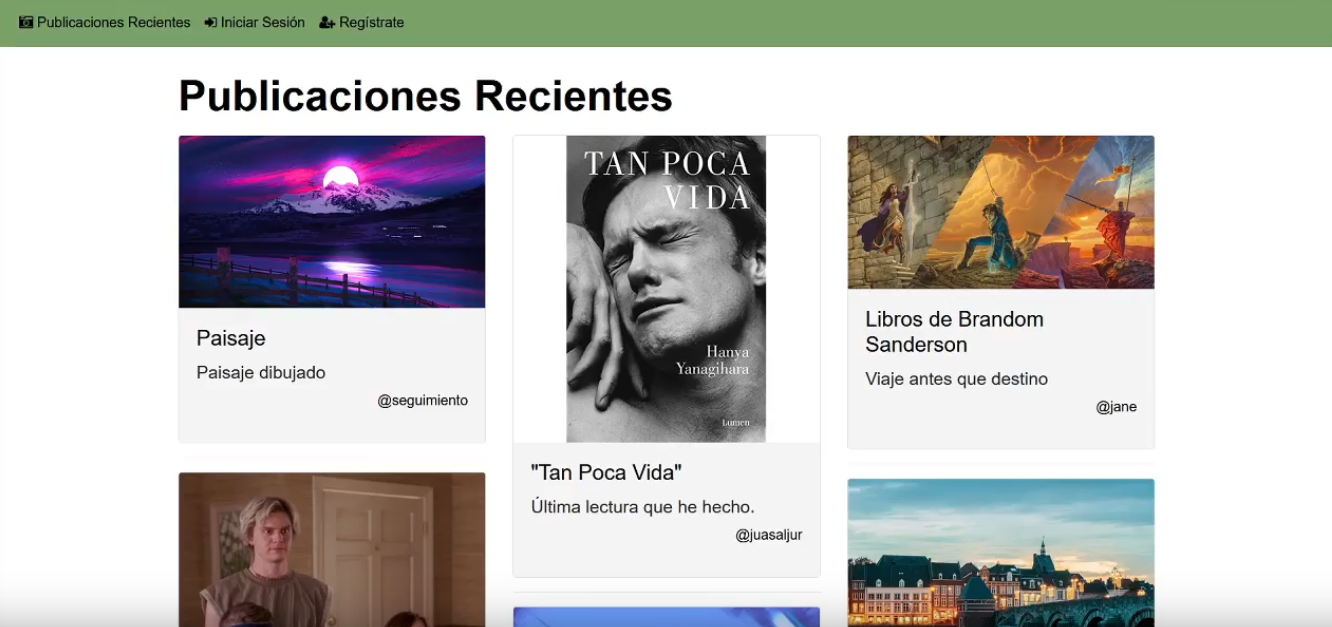 Publicaciones Recientes Iniciar Sesión Regístrate
Publicaciones Recientes
Paisaje
Paisaje dibujado
@seguimiento
TAN POCA
VIDA
Hanya
Yanagihara
Lumen
"Tan Poca Vida"
Última lectura que he hecho.
@juasaljur
Libros de Brandom
Sanderson
Viaje antes que destino
@jane